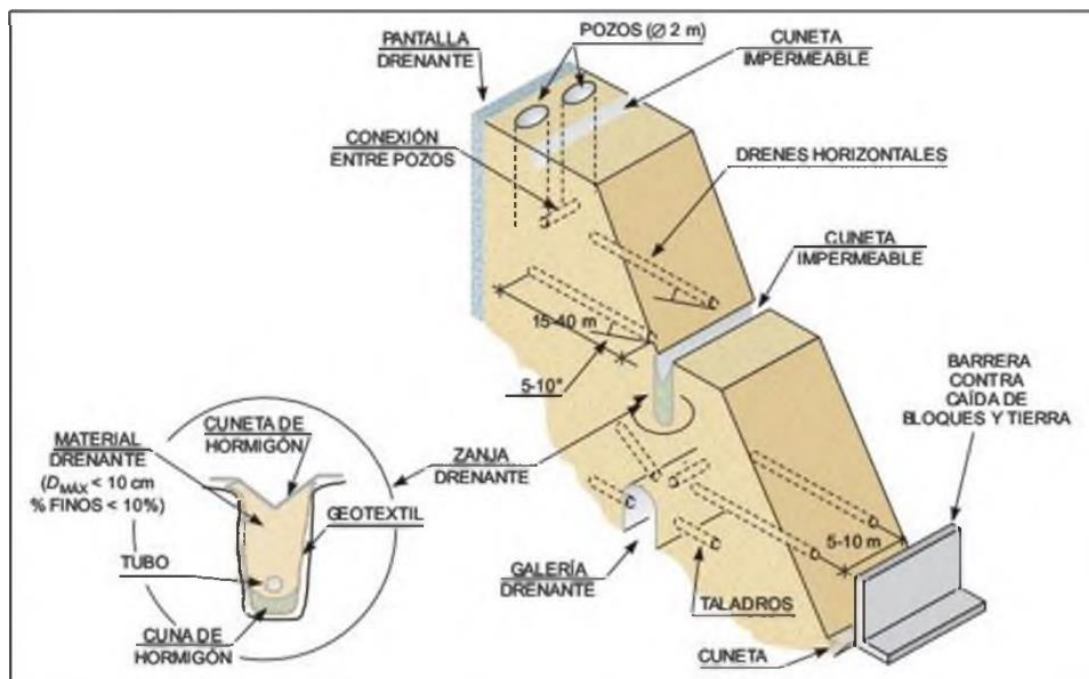 PANTALLA
DRENANTE
POZOS (Ø 2 m)
CUNETA
IMPERMEABLE
CONEXIÓN
ENTRE POZOS
DRENES HORIZONTALES
CUNETA
IMPERMEABLE
15-40 m
5-10°
BARRERA
CONTRA
CAÍDA DE
BLOQUES Y TIERRA
CUNETA DE
HORMIGÓN
MATERIAL
DRENANTE
(DMÁX < 10 cm
% FINOS < 10%)
ZANJA
DRENANTE
GEOTEXTIL
TUBO
5-10 m
GALERÍA
DRENANTE
TALADROS
CUNA DE
HORMIGÓN
CUNETA